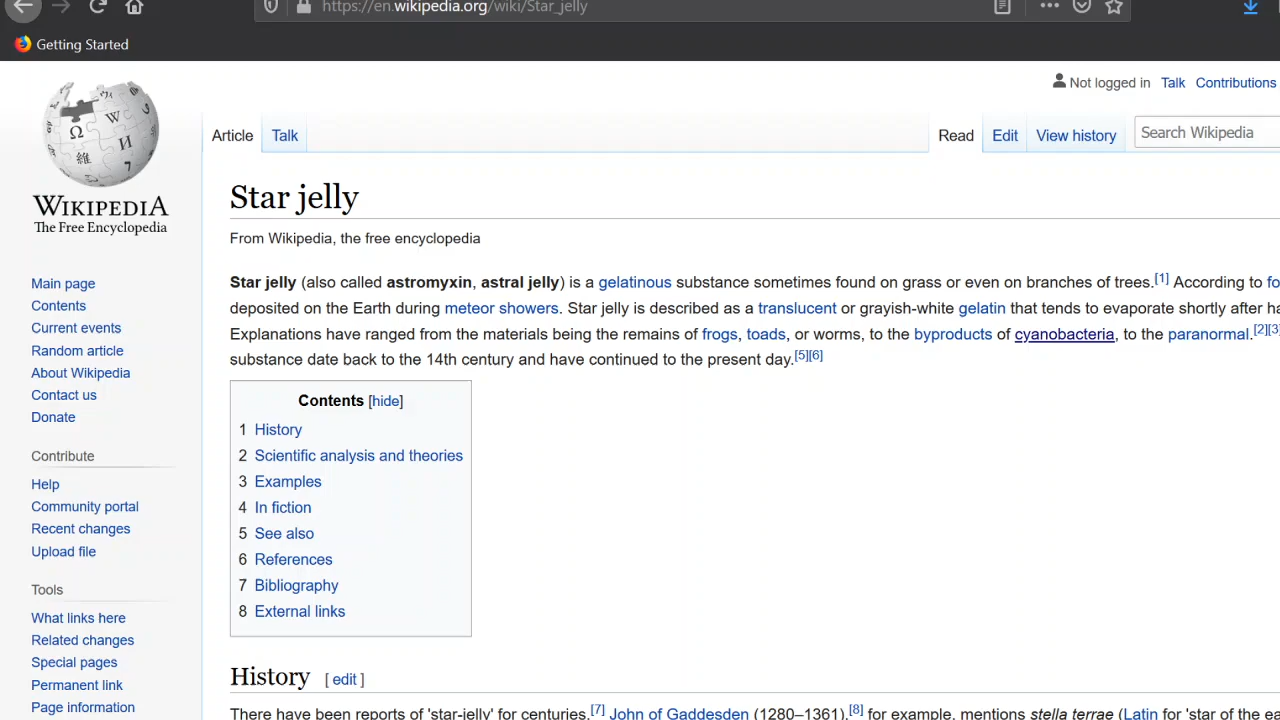 https://en.wikipedia.org/wiki/Star_jelly
Getting Started
Not logged in Talk Contributions
Article Talk Read Edit View history Search Wikipedia
WIKIPEDIA
The Free Encyclopedia
Main page
Contents
Current events
Random article
About Wikipedia
Contact us
Donate
Contribute
Help
Community portal
Recent changes
Upload file
Tools
What links here
Related changes
Special pages
Permanent link
Page information
Star jelly
From Wikipedia, the free encyclopedia
Star jelly (also called astromyxin, astral jelly) is a gelatinous substance sometimes found on grass or even on branches of trees.[1] According to fo
deposited on the Earth during meteor showers. Star jelly is described as a translucent or grayish-white gelatin that tends to evaporate shortly after ha
Explanations have ranged from the materials being the remains of frogs, toads, or worms, to the byproducts of cyanobacteria, to the paranormal.[2][3]
substance date back to the 14th century and have continued to the present day.[5][6]
Contents [hide]
1 History
2 Scientific analysis and theories
3 Examples
4 In fiction
5 See also
6 References
7 Bibliography
8 External links
History [ edit ]
There have been reports of 'star-jelly' for centuries.[7] John of Gaddesden (1280–1361),[8] for example, mentions stella terrae (Latin for 'star of the ea